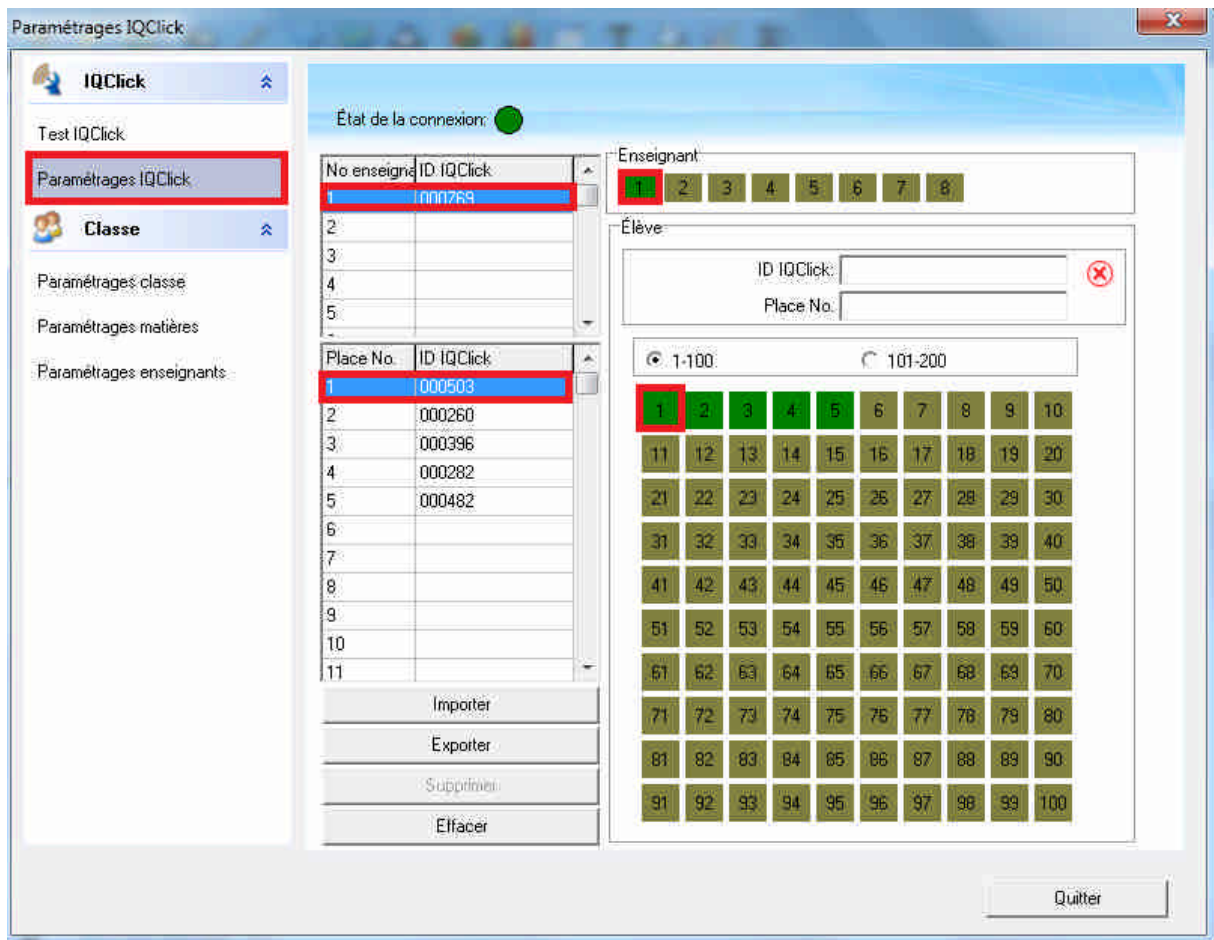 Paramétrages IQClick
IQClick
Test IQClick
Paramétrages IQClick
Classe
Paramétrages classe
Paramétrages matières
Paramétrages enseignants
État de la connexion:
No enseigne ID IQClick
1 000769
2
3
4
5
Place No. ID IQClick
1 000503
2 000260
3 000396
4 000282
5 000482
6
7
8
9
10
11
Importer
Exporter
Supprimer
Effacer
Enseignant
1 2 3 4 5 6 7 8
Élève
ID IQClick:
Place No.
1-100 101-200
1 2 3 4 5 6 7 8 9 10
11 12 13 14 15 16 17 18 19 20
21 22 23 24 25 26 27 28 29 30
31 32 33 34 35 36 37 38 39 40
41 42 43 44 45 46 47 48 49 50
51 52 53 54 55 56 57 58 59 60
61 62 63 64 65 66 67 68 69 70
71 72 73 74 75 76 77 78 79 80
81 82 83 84 85 86 87 88 89 90
91 92 93 94 95 96 97 98 99 100
Quitter